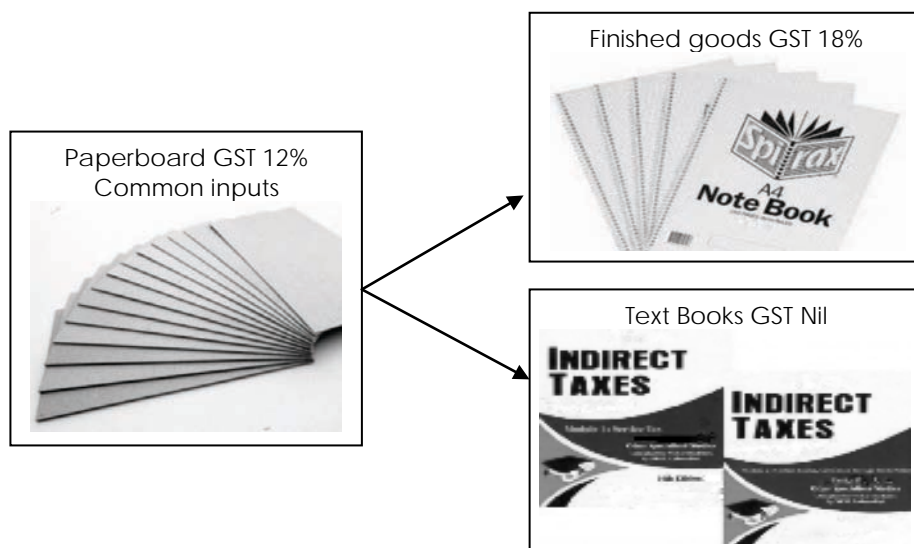 Paperboard GST 12%
Common inputs
Finished goods GST 18%
Spirax
A4
Note Book
Text Books GST Nil
INDIRECT
TAXES
INDIRECT
TAXES